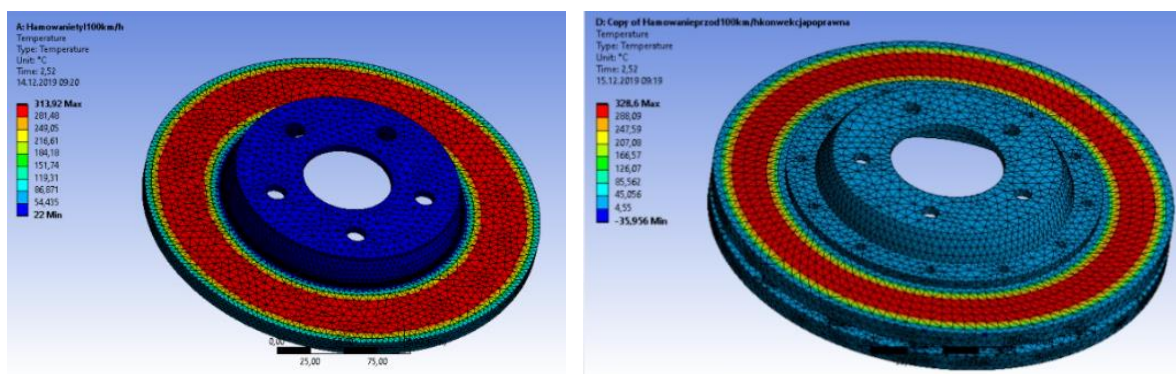 A: Hamowanietyl100km/h
Temperature
Type: Temperature
Unit: °C
Time: 2,52
14.12.2019 09:20
313,92 Max
281,48
249,05
216,61
184,18
151,74
119,31
86,871
54,435
22 Min
0,00
25,00
75,00
D: Copy of Hamowanieprzod100km/hkonwekcjapoprawna
Temperature
Type: Temperature
Unit: °C
Time: 2,52
15.12.2019 09:19
328,6 Max
288,09
247,59
207,08
166,57
126,07
85,562
45,056
4,55
-35,956 Min